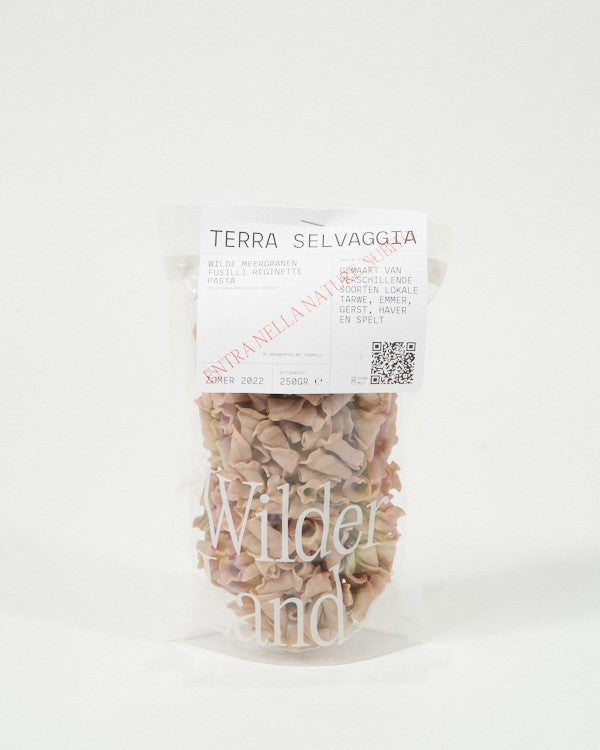 TERRA SELVAGGIA
WILDE MEERGRANEN
FUSILLI REGINETTE
PASTA
GEMAAKT VAN
VERSCHILLENDE
SOORTEN LOKALE
TARWE, EMMER,
GERST, HAVER
EN SPELT
ENTRA NELLA NATURA SUBITO
ZOMER 2022
250GR ℮
Wilder
Land